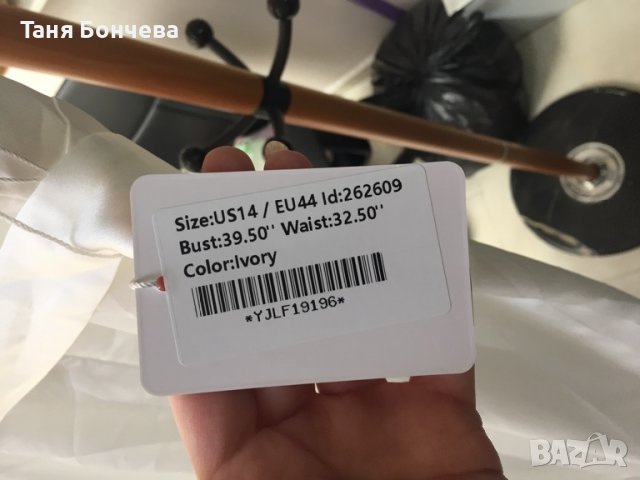 Таня Бончева
Size:US14 / EU44 Id:262609
Bust:39.50'' Waist:32.50''
Color:Ivory
*YJLF19196*
BAZAR